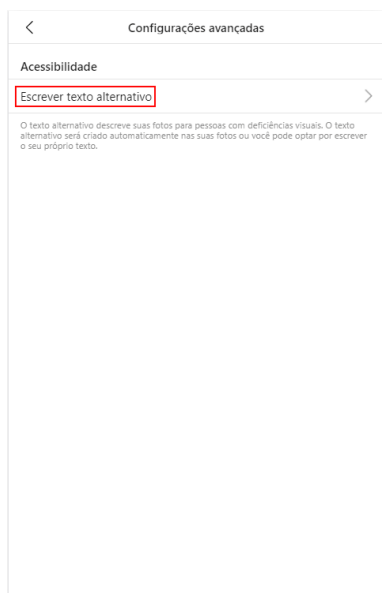 Configurações avançadas
Acessibilidade
Escrever texto alternativo
O texto alternativo descreve suas fotos para pessoas com deficiências visuais. O texto
alternativo será criado automaticamente nas suas fotos ou você pode optar por escrever
o seu próprio texto.